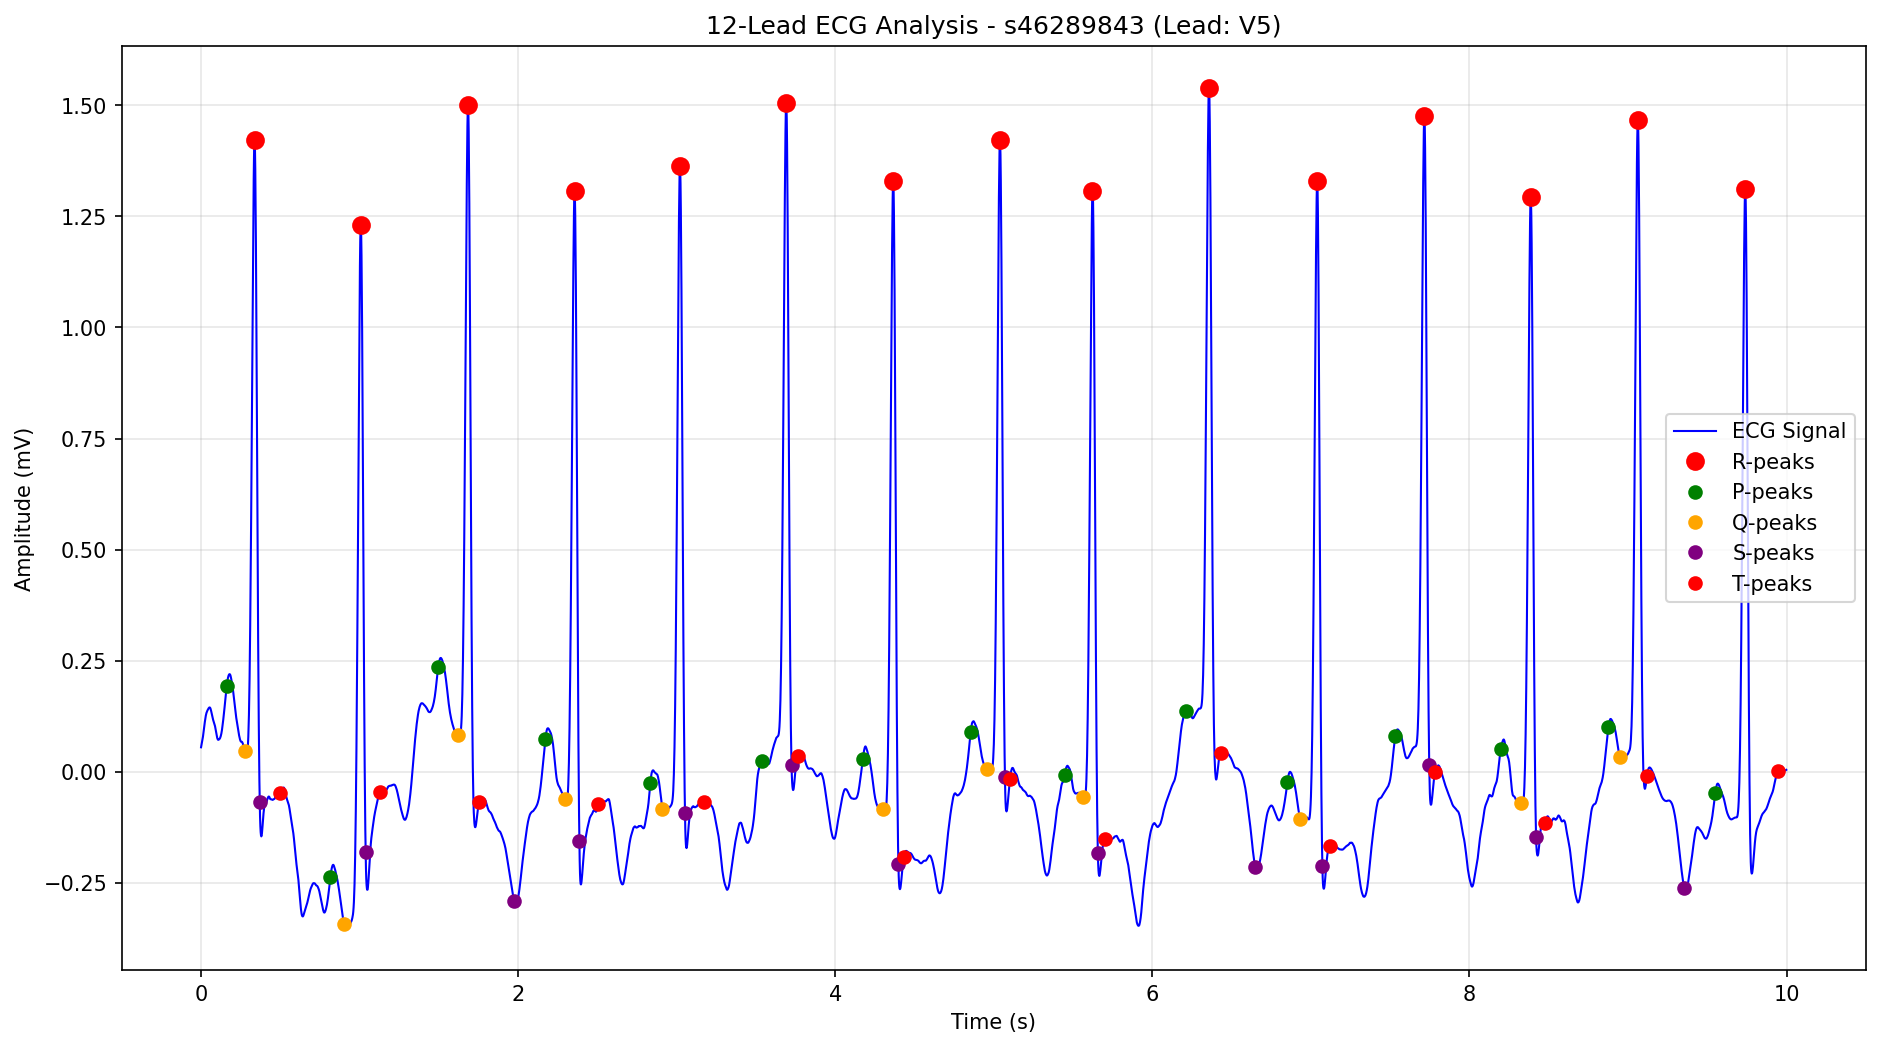 12-Lead ECG Analysis - s46289843 (Lead: V5)
Amplitude (mV)
1.50
1.25
1.00
0.75
0.50
0.25
0.00
−0.25
ECG Signal
R-peaks
P-peaks
Q-peaks
S-peaks
T-peaks
0 2 4 6 8 10
Time (s)